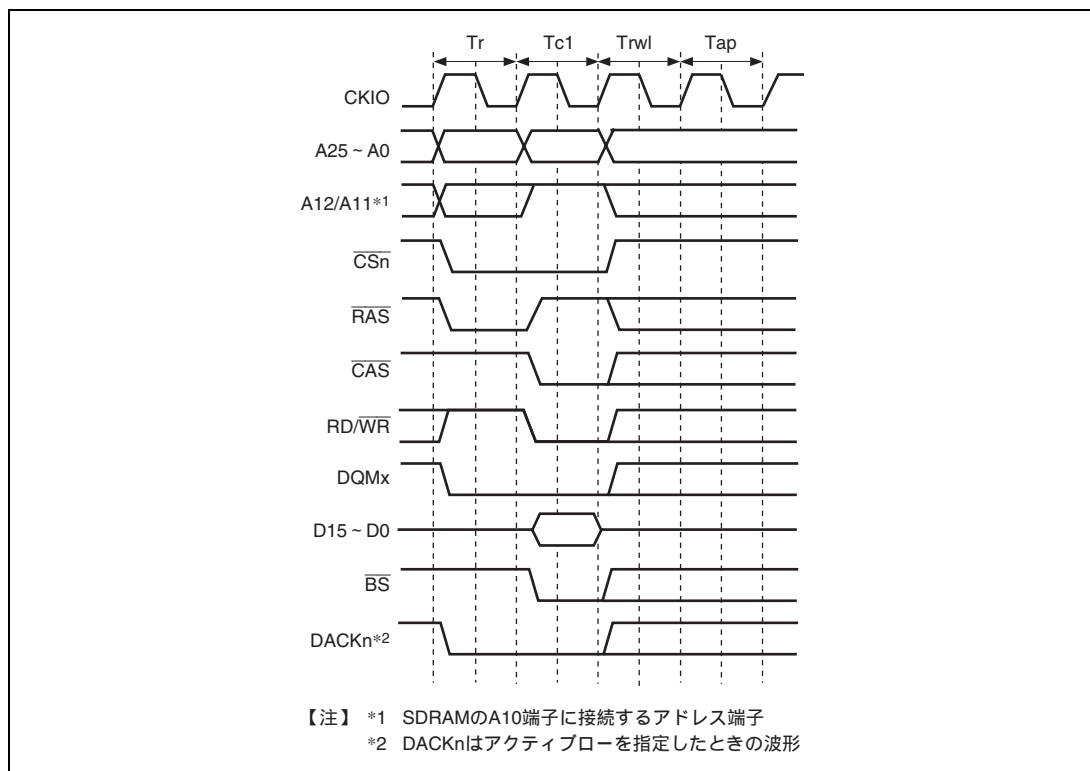 Tr Tc1 Trwl Tap
CKIO
A25 ~ A0
A12/A11*1
CSn
RAS
CAS
RD/WR
DQMx
D15 ~ D0
BS
DACKn*2
【注】 *1 SDRAMのA10端子に接続するアドレス端子
*2 DACKnはアクティブローを指定したときの波形